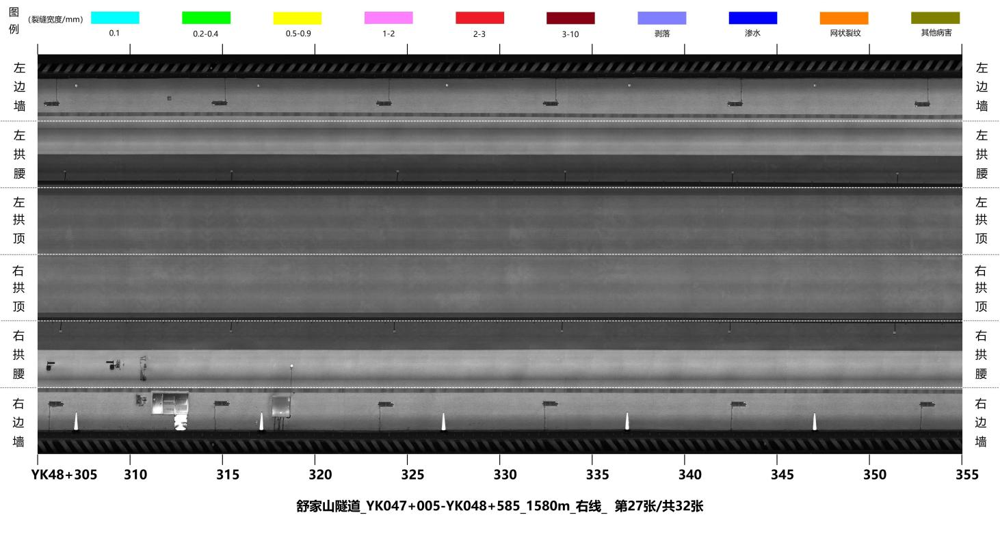 图例
(裂缝宽度/mm)
0.1
0.2-0.4
0.5-0.9
1-2
2-3
3-10
剥落
渗水
网状裂纹
其他病害
左边墙
左边墙
左拱腰
左拱腰
左拱顶
左拱顶
右拱顶
右拱顶
右拱腰
右拱腰
右边墙
右边墙
YK48+305 310 315 320 325 330 335 340 345 350 355
舒家山隧道_YK047+005-YK048+585_1580m_右线_ 第27张/共32张